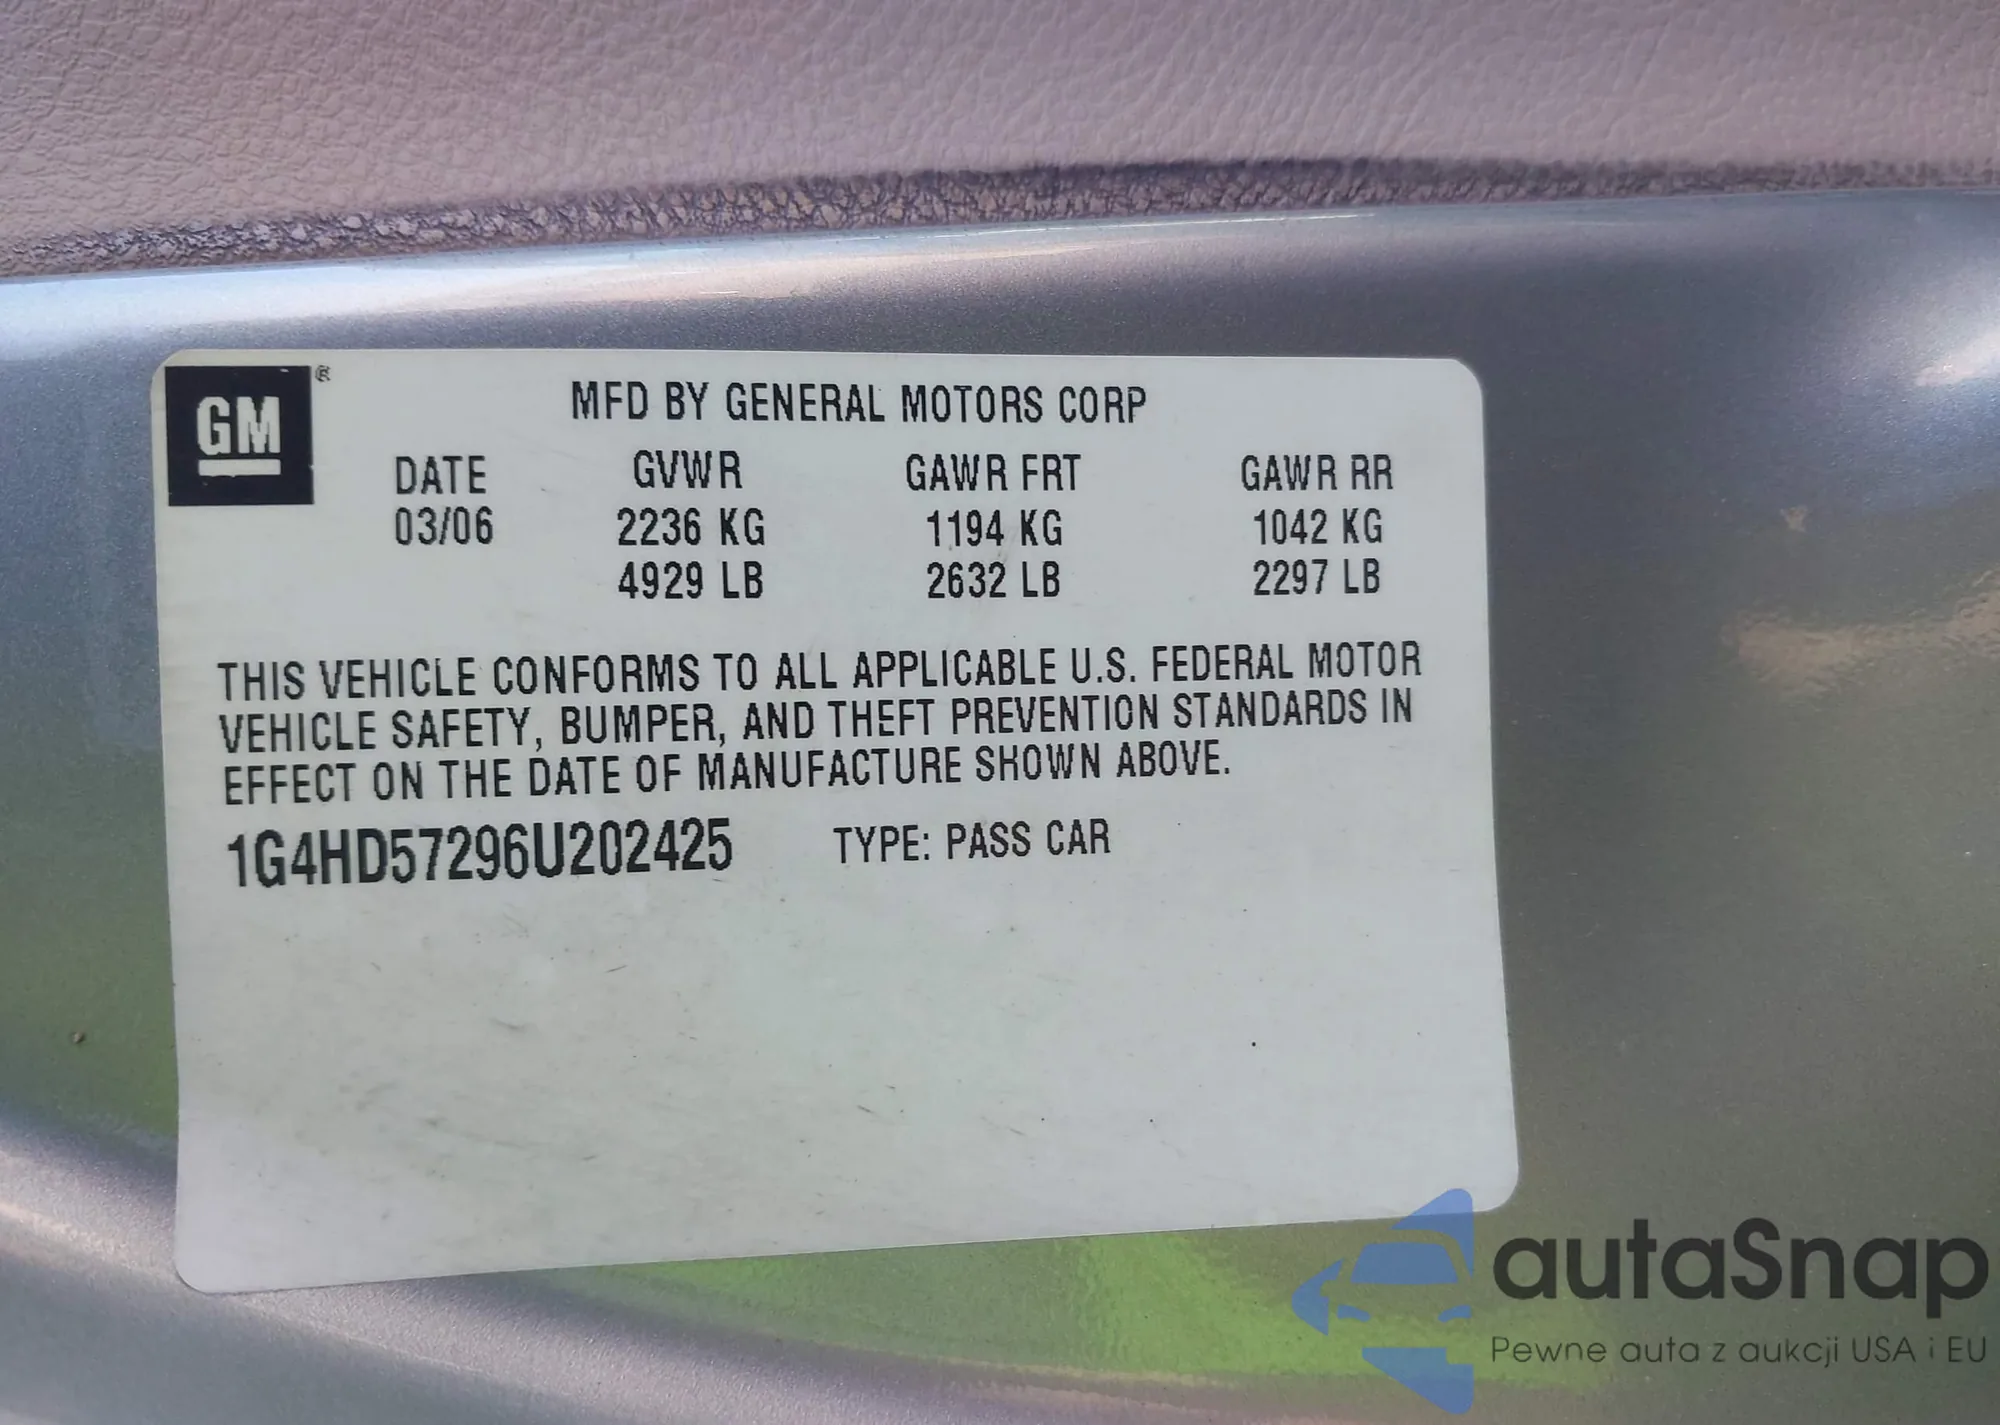 GM ®
MFD BY GENERAL MOTORS CORP
DATE GVWR GAWR FRT GAWR RR
03/06 2236 KG 1194 KG 1042 KG
4929 LB 2632 LB 2297 LB
THIS VEHICLE CONFORMS TO ALL APPLICABLE U.S. FEDERAL MOTOR
VEHICLE SAFETY, BUMPER, AND THEFT PREVENTION STANDARDS IN
EFFECT ON THE DATE OF MANUFACTURE SHOWN ABOVE.
1G4HD57296U202425 TYPE: PASS CAR
autaSnap
Pewne auta z aukcji USA i EU